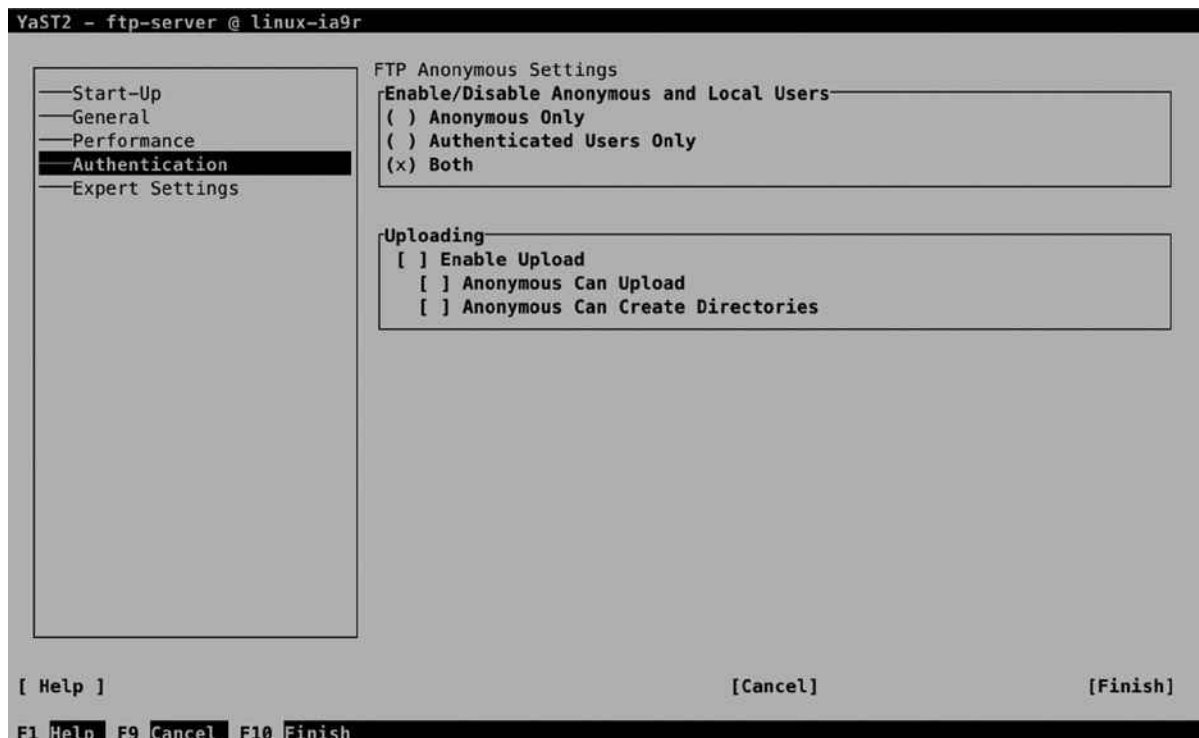 YaST2 – ftp–server @ linux–ia9r
Start–Up
General
Performance
Authentication
Expert Settings
FTP Anonymous Settings
Enable/Disable Anonymous and Local Users
( ) Anonymous Only
( ) Authenticated Users Only
(x) Both
Uploading
[ ] Enable Upload
[ ] Anonymous Can Upload
[ ] Anonymous Can Create Directories
[ Help ] [Cancel] [Finish]
F1 Help F9 Cancel F10 Finish